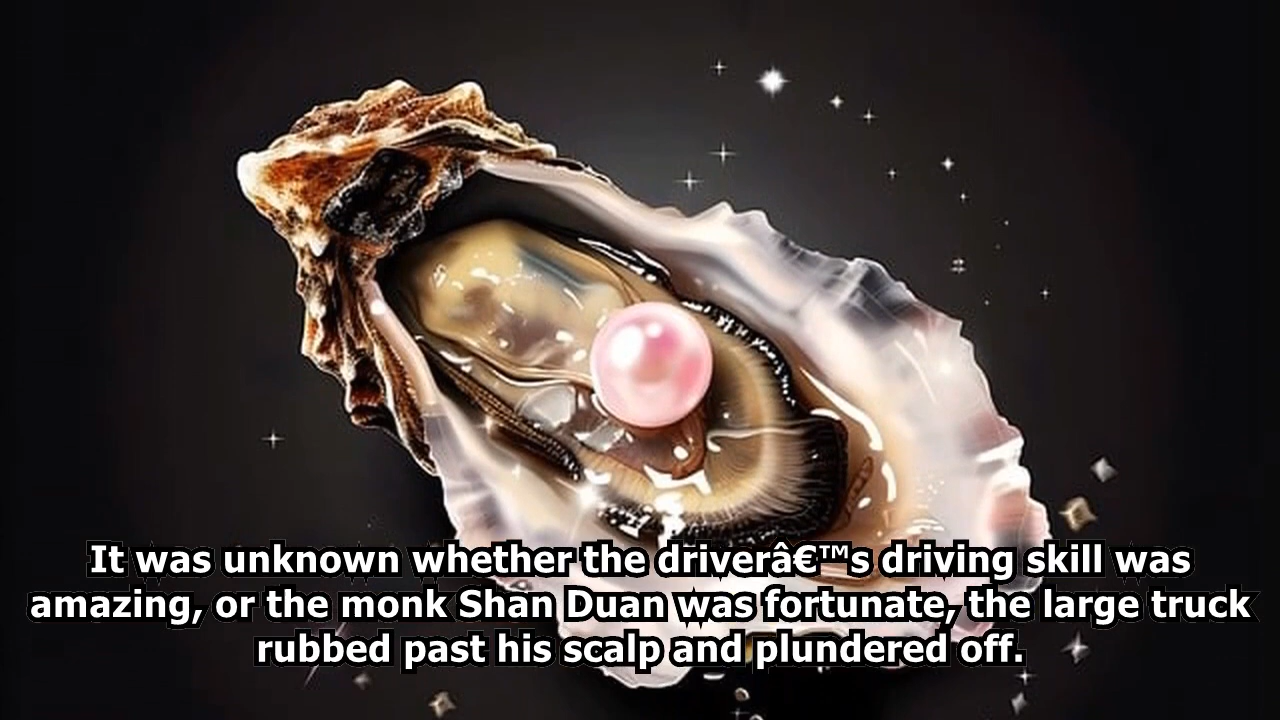 It was unknown whether the driverâ€™s driving skill was
amazing, or the monk Shan Duan was fortunate, the large truck
rubbed past his scalp and plundered off.